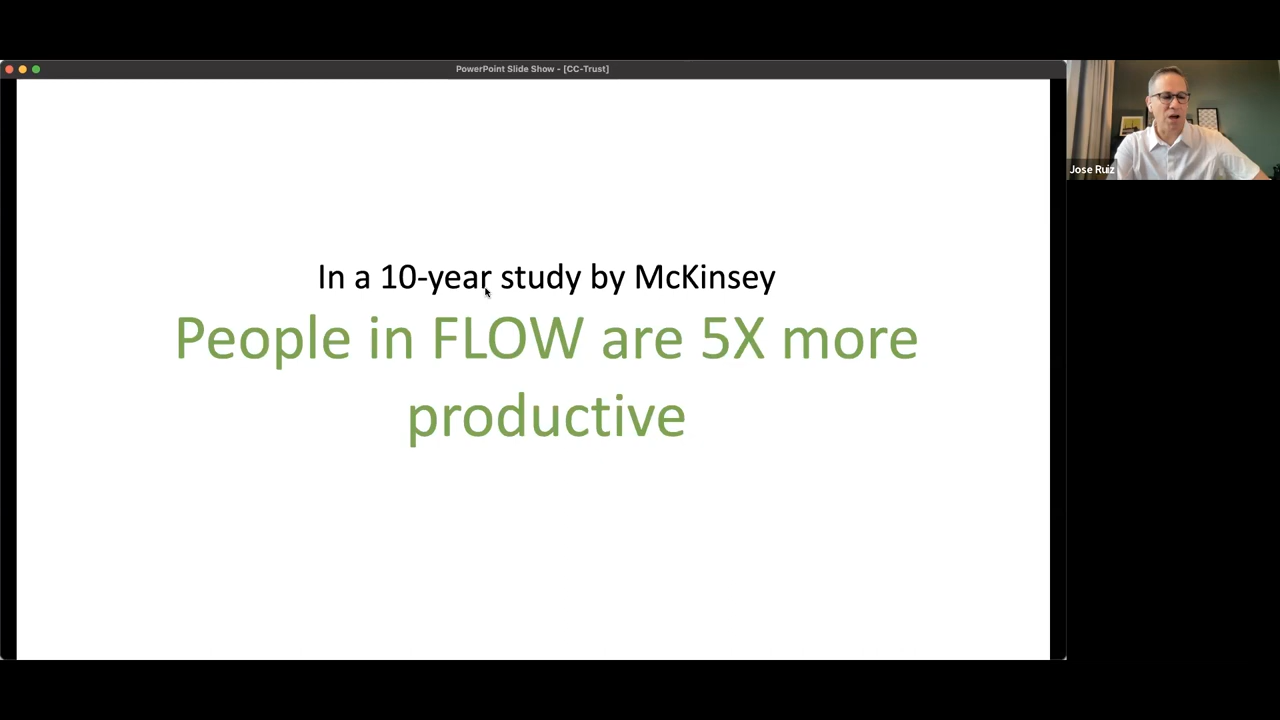 PowerPoint Slide Show - [CC-Trust]
In a 10-year study by McKinsey
People in FLOW are 5X more
productive
Jose Ruiz